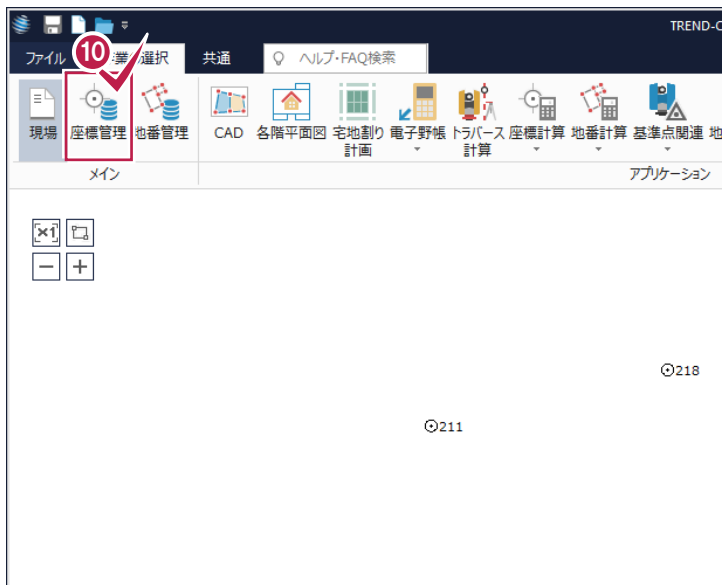 TREND-C
ファイル 作業の選択 共通 ヘルプ・FAQ検索
10
現場 座標管理 地番管理 CAD 各階平面図 宅地割り計画 電子野帳 トラバース計算 座標計算 地番計算 基準点関連 地
メイン アプリケーション
×1
218
211